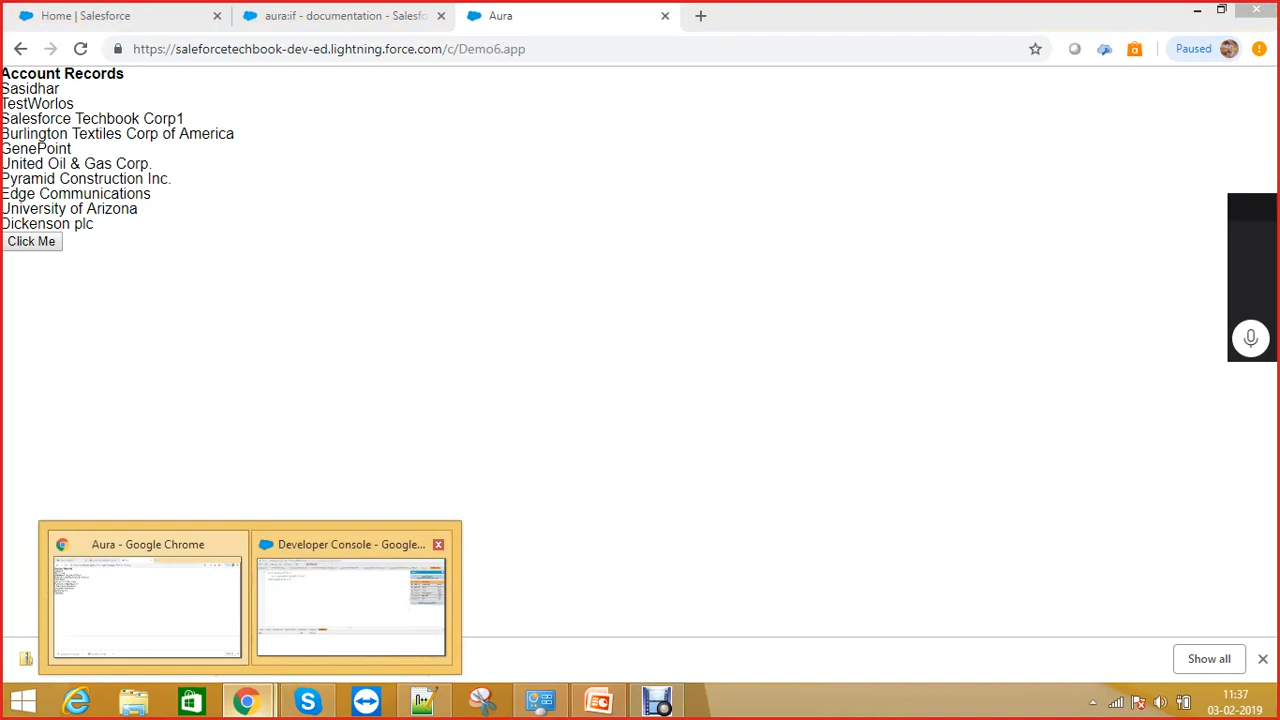 Home | Salesforce
aura:if - documentation - Salesfo
Aura
https://saleforcetechbook-dev-ed.lightning.force.com/c/Demo6.app
Paused
Account Records
Sasidhar
TestWorlos
Salesforce Techbook Corp1
Burlington Textiles Corp of America
GenePoint
United Oil & Gas Corp.
Pyramid Construction Inc.
Edge Communications
University of Arizona
Dickenson plc
Click Me
Aura - Google Chrome
Developer Console - Google...
Show all
11:37
03-02-2019